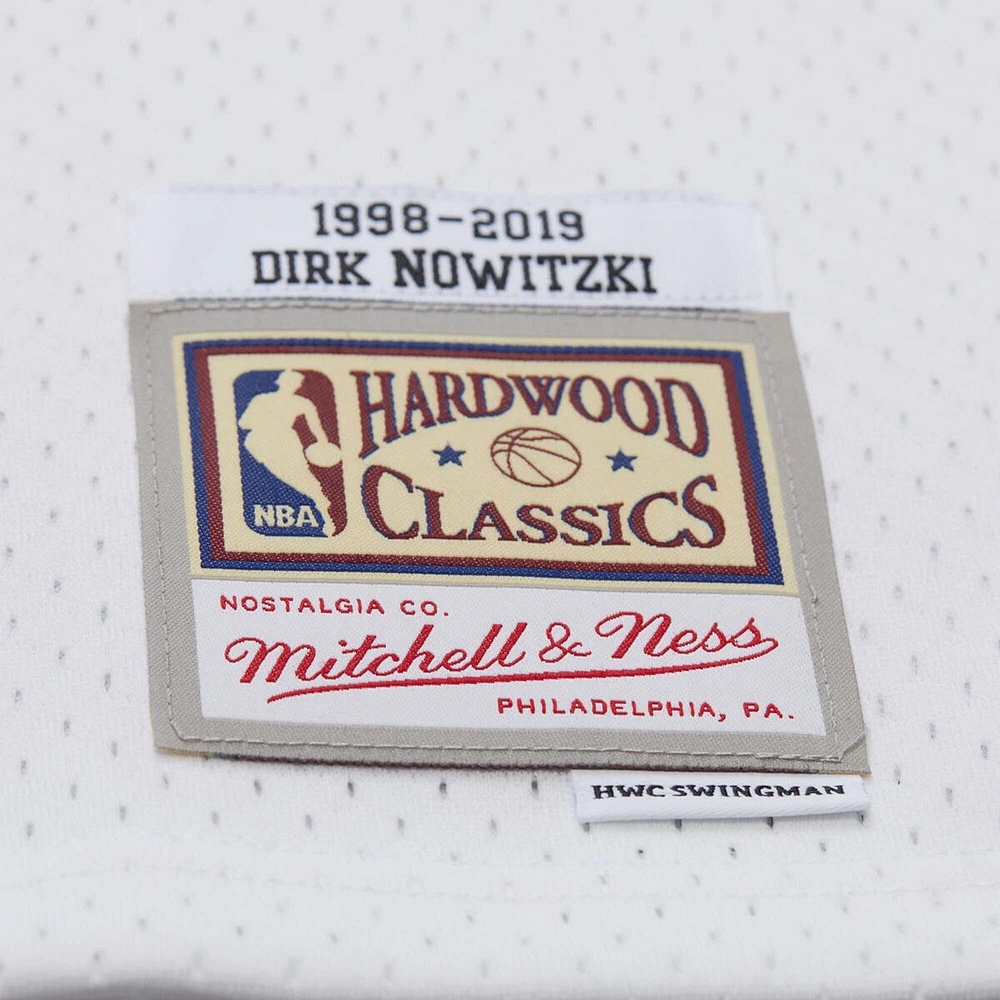 1998-2019
DIRK NOWITZKI
HARDWOOD
CLASSICS
NBA
NOSTALGIA CO.
Mitchell & Ness
PHILADELPHIA, PA.
HWC SWINGMAN